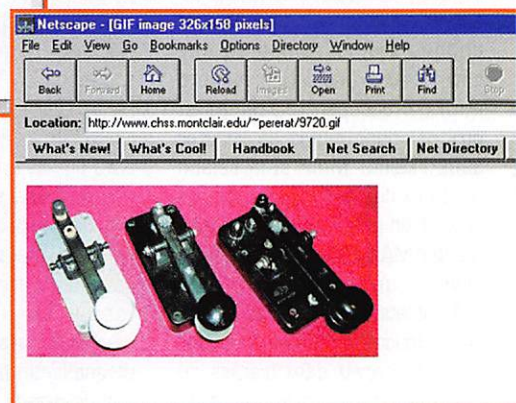 Netscape - [GIF image 326x158 pixels]
File Edit View Go Bookmarks Options Directory Window Help
Back Forward Home Reload Images Open Print Find Stop
Location: http://www.chss.montclair.edu/~pererat/9720.gif
What's New! What's Cool! Handbook Net Search Net Directory